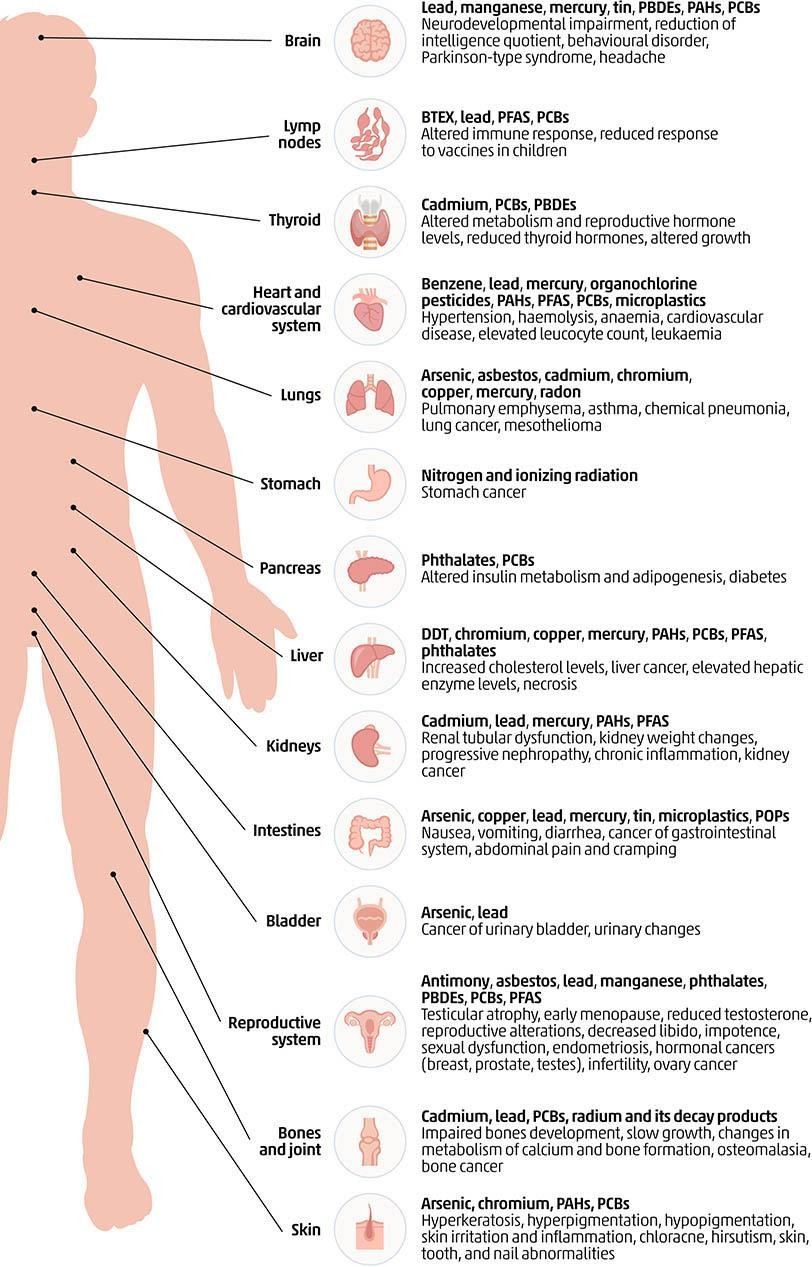 Brain
Lead, manganese, mercury, tin, PBDEs, PAHs, PCBs
Neurodevelopmental impairment, reduction of
intelligence quotient, behavioural disorder,
Parkinson-type syndrome, headache
Lymp
nodes
BTEX, lead, PFAS, PCBs
Altered immune response, reduced response
to vaccines in children
Thyroid
Cadmium, PCBs, PBDEs
Altered metabolism and reproductive hormone
levels, reduced thyroid hormones, altered growth
Heart and
cardiovascular
system
Benzene, lead, mercury, organochlorine
pesticides, PAHs, PFAS, PCBs, microplastics
Hypertension, haemolysis, anaemia, cardiovascular
disease, elevated leucocyte count, leukaemia
Lungs
Arsenic, asbestos, cadmium, chromium,
copper, mercury, radon
Pulmonary emphysema, asthma, chemical pneumonia,
lung cancer, mesothelioma
Stomach
Nitrogen and ionizing radiation
Stomach cancer
Pancreas
Phthalates, PCBs
Altered insulin metabolism and adipogenesis, diabetes
Liver
DDT, chromium, copper, mercury, PAHs, PCBs, PFAS,
phthalates
Increased cholesterol levels, liver cancer, elevated hepatic
enzyme levels, necrosis
Kidneys
Cadmium, lead, mercury, PAHs, PFAS
Renal tubular dysfunction, kidney weight changes,
progressive nephropathy, chronic inflammation, kidney
cancer
Intestines
Arsenic, copper, lead, mercury, tin, microplastics, POPs
Nausea, vomiting, diarrhea, cancer of gastrointestinal
system, abdominal pain and cramping
Bladder
Arsenic, lead
Cancer of urinary bladder, urinary changes
Reproductive
system
Antimony, asbestos, lead, manganese, phthalates,
PBDEs, PCBs, PFAS
Testicular atrophy, early menopause, reduced testosterone,
reproductive alterations, decreased libido, impotence,
sexual dysfunction, endometriosis, hormonal cancers
(breast, prostate, testes), infertility, ovary cancer
Bones
and joint
Cadmium, lead, PCBs, radium and its decay products
Impaired bones development, slow growth, changes in
metabolism of calcium and bone formation, osteomalasia,
bone cancer
Skin
Arsenic, chromium, PAHs, PCBs
Hyperkeratosis, hyperpigmentation, hypopigmentation,
skin irritation and inflammation, chloracne, hirsutism, skin,
tooth, and nail abnormalities